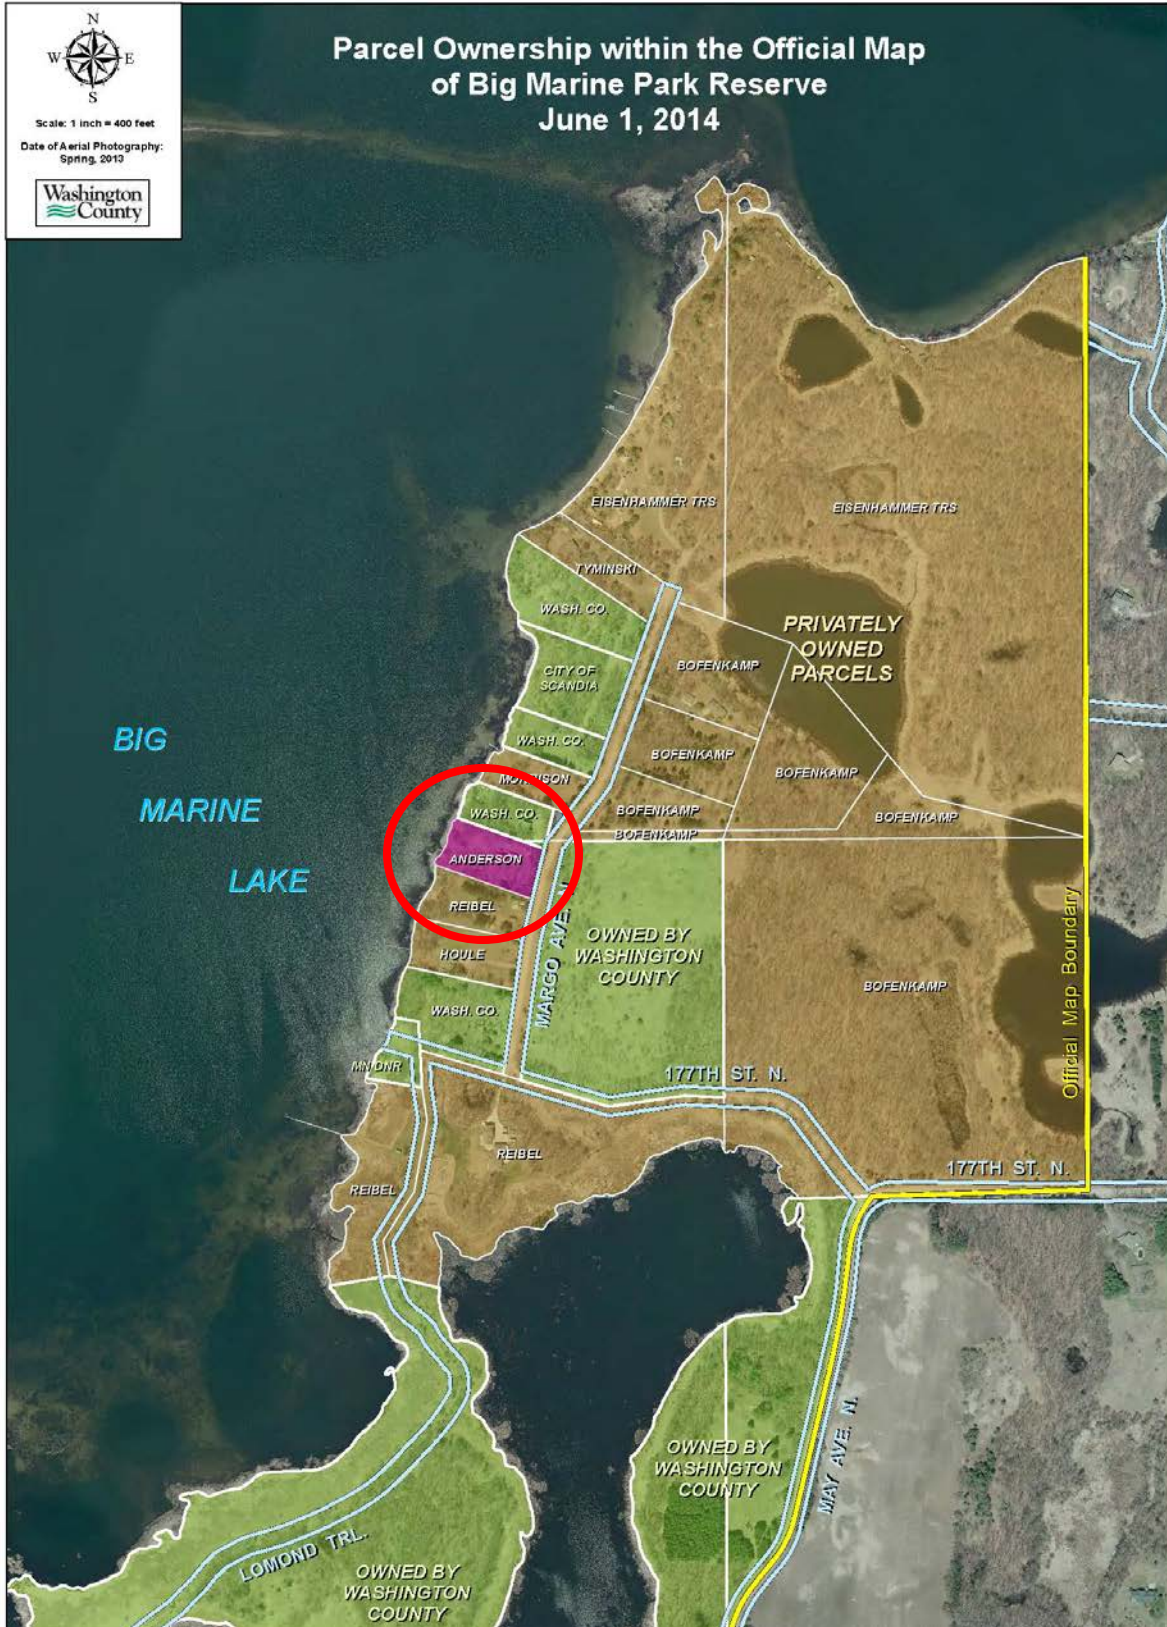 Parcel Ownership within the Official Map
of Big Marine Park Reserve
June 1, 2014
N
W
E
S
Scale: 1 inch = 400 feet
Date of Aerial Photography:
Spring, 2013
Washington
County
EISENHAMMER TRS
EISENHAMMER TRS
TYMINSKI
WASH. CO.
PRIVATELY
OWNED
PARCELS
BOFENKAMP
CITY OF
SCANDIA
WASH. CO.
BOFENKAMP
BIG
MARINE
LAKE
MORRISON
BOFENKAMP
WASH. CO.
BOFENKAMP
BOFENKAMP
BOFENKAMP
ANDERSON
REIBEL
MARGO AVE. N.
OWNED BY
WASHINGTON
COUNTY
HOULE
BOFENKAMP
Official Map Boundary
WASH. CO.
MN DNR
177TH ST. N.
REIBEL
177TH ST. N.
REIBEL
MAY AVE. N.
OWNED BY
WASHINGTON
COUNTY
LOMOND TRL.
OWNED BY
WASHINGTON
COUNTY